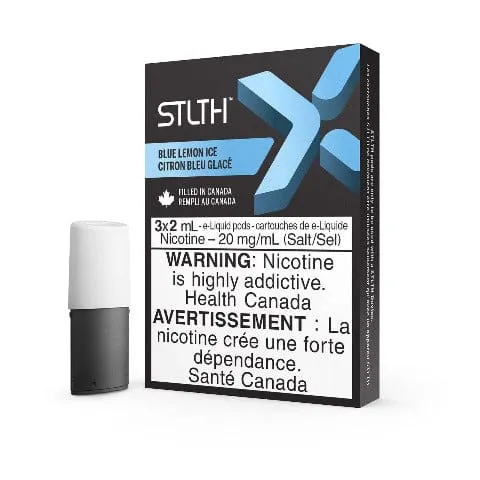 STLTH™
BLUE LEMON ICE
CITRON BLEU GLACÉ
FILLED IN CANADA
REMPLI AU CANADA
3x2 mL - e-Liquid pods - cartouches de e-Liquide
Nicotine – 20 mg/mL (Salt/Sel)
WARNING: Nicotine
is highly addictive.
Health Canada
AVERTISSEMENT : La
nicotine crée une forte
dépendance.
Santé Canada